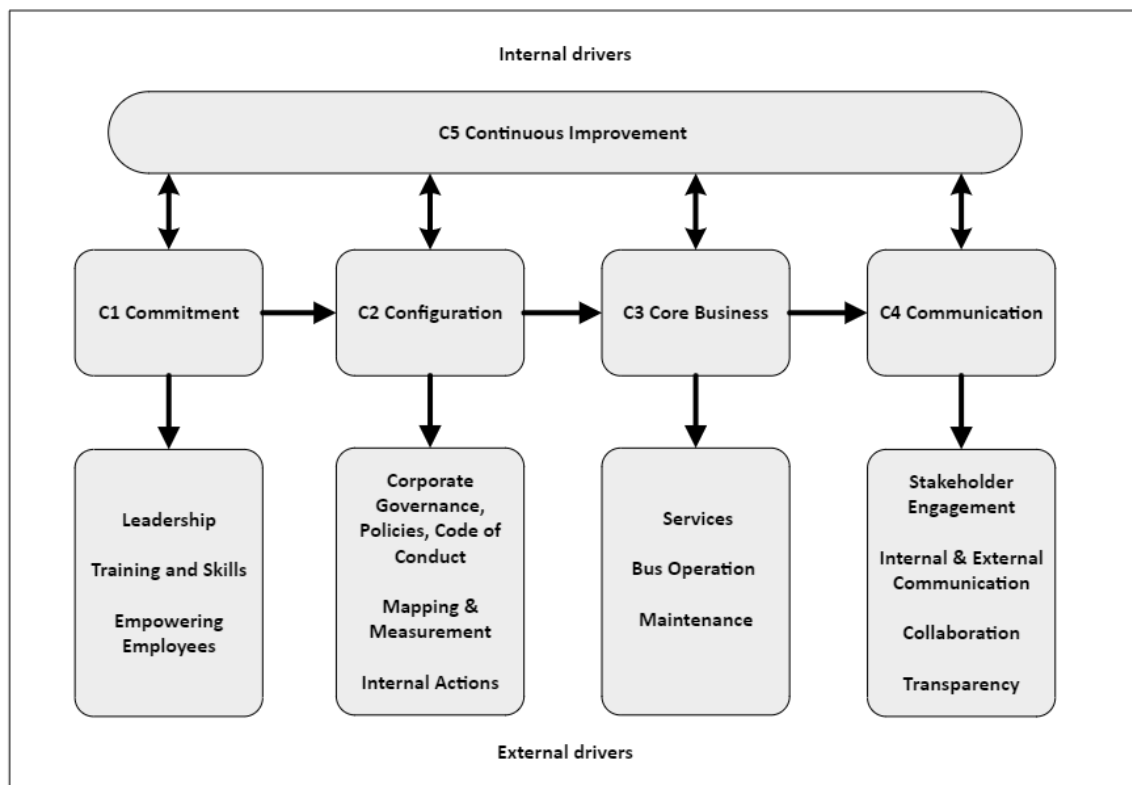 Internal drivers
C5 Continuous Improvement
C1 Commitment
C2 Configuration
C3 Core Business
C4 Communication
Leadership
Training and Skills
Empowering
Employees
Corporate
Governance,
Policies, Code of
Conduct
Mapping &
Measurement
Internal Actions
Services
Bus Operation
Maintenance
Stakeholder
Engagement
Internal & External
Communication
Collaboration
Transparency
External drivers